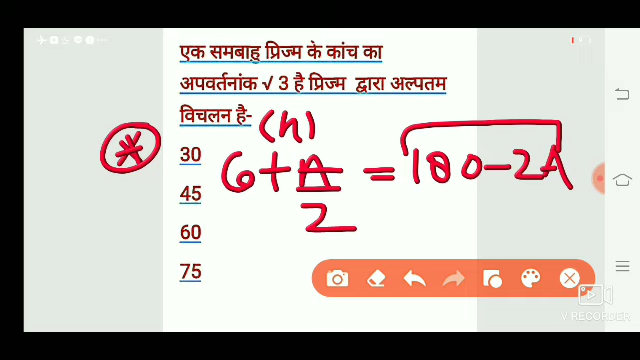 एक समबाहु प्रिज्म के कांच का
अपवर्तनांक √ 3 है प्रिज्म द्वारा अल्पतम
विचलन है-
(n)
30
6 + A/2 = 180-2A
45
60
75
V RECORDER